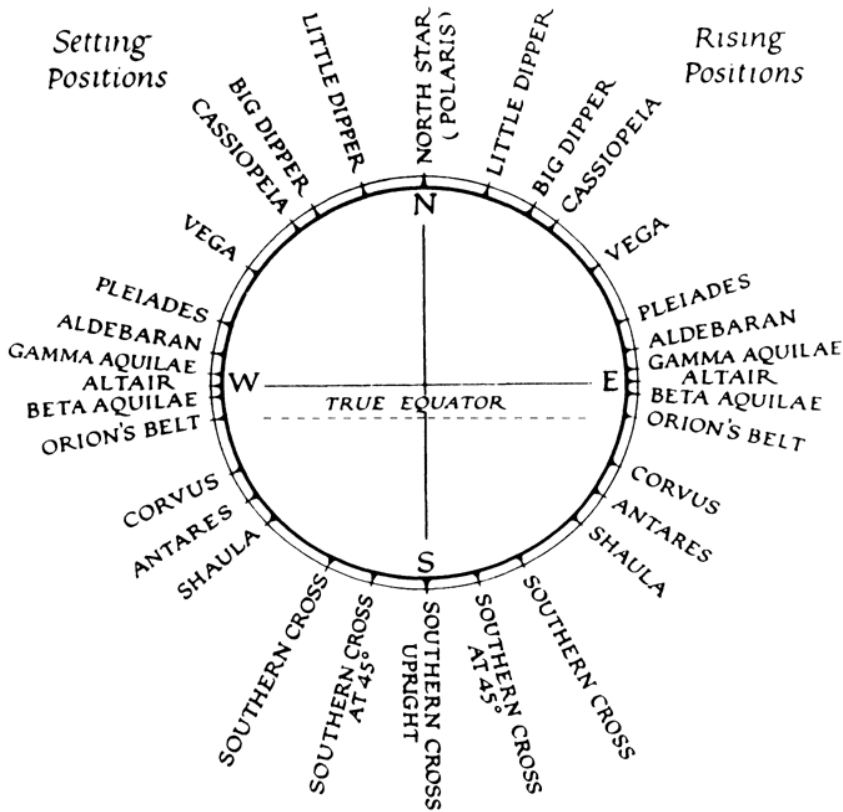 Setting
Positions
Rising
Positions
NORTH STAR
(POLARIS)
LITTLE DIPPER
BIG DIPPER
CASSIOPEIA
VEGA
PLEIADES
ALDEBARAN
GAMMA AQUILAE
ALTAIR
BETA AQUILAE
ORION'S BELT
CORVUS
ANTARES
SHAULA
SOUTHERN CROSS
SOUTHERN CROSS
AT 45°
SOUTHERN CROSS
UPRIGHT
SOUTHERN CROSS
AT 45°
SOUTHERN CROSS
SHAULA
ANTARES
CORVUS
ORION'S BELT
BETA AQUILAE
ALTAIR
GAMMA AQUILAE
ALDEBARAN
PLEIADES
VEGA
CASSIOPEIA
BIG DIPPER
LITTLE DIPPER
N
W
E
TRUE EQUATOR
S